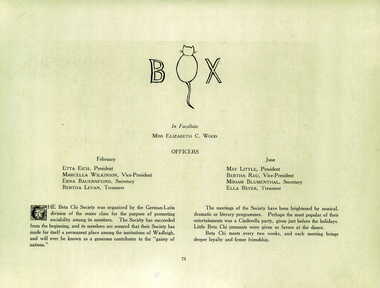 B X
In Facultate
MISS ELIZABETH C. WOOD
OFFICERS
February
ETTA EICH, President
MARCELLA WILKINSON, Vice-President
ERNA BAUMSFUND, Secretary
BERTHA LEVAN, Treasurer
June
MAY LITTLE, President
BERTHA RAU, Vice-President
MIRIAM BLUMENTHAL, Secretary
ELLA BEYER, Treasurer
THE Beta Chi Society was organized by the German-Latin
division of the senior class for the purpose of promoting
sociability among its members. The Society has succeeded
from the beginning, and its members are assured that their Society has
made for itself a permanent place among the institutions of Wadleigh,
and will ever be known as a generous contributor to the "gaiety of
nations."
The meetings of the Society have been brightened by musical,
dramatic or literary programmes. Perhaps the most popular of their
entertainments was a Cinderella party, given just before the holidays.
Little Beta Chi pennants were given as favors at the dance.
Beta Chi meets every two weeks, and each meeting brings
deeper loyalty and firmer friendship.